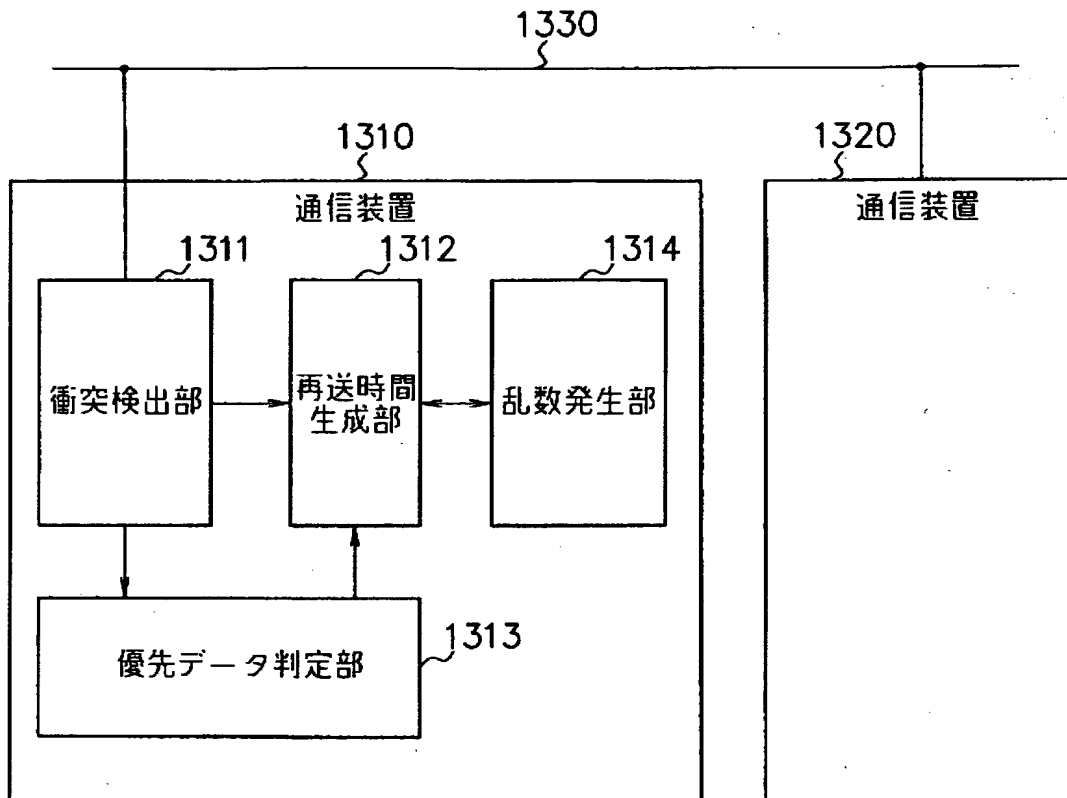 1330
1310
1320
通信装置
通信装置
1311
1312
1314
衝突検出部
再送時間
生成部
乱数発生部
1313
優先データ判定部